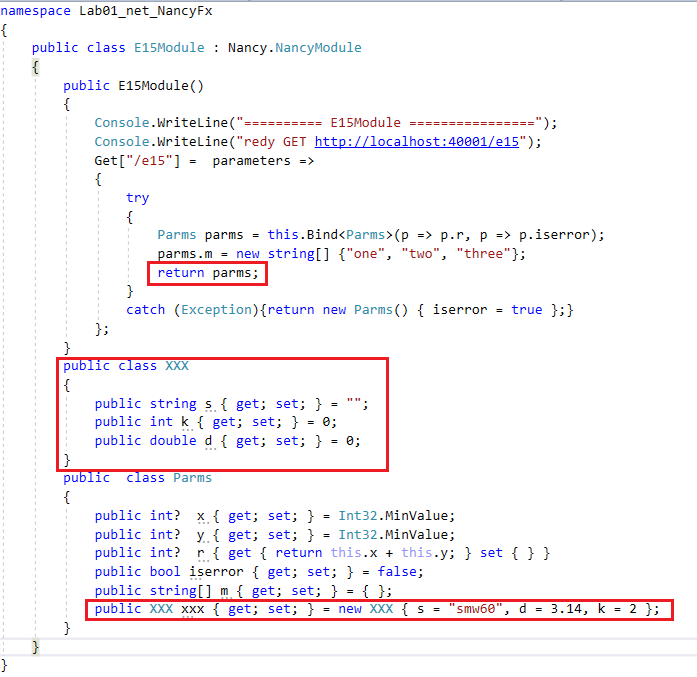 namespace Lab01_net_NancyFx
{
public class E15Module : Nancy.NancyModule
{
public E15Module()
{
Console.WriteLine("========== E15Module ================");
Console.WriteLine("redy GET http://localhost:40001/e15");
Get["/e15"] =  parameters =>
{
try
{
Parms parms = this.Bind<Parms>(p => p.r, p => p.iserror);
parms.m = new string[] {"one", "two", "three"};
return parms;
}
catch (Exception){return new Parms() { iserror = true };}
};
}
public class XXX
{
public string s { get; set; } = "";
public int k { get; set; } = 0;
public double d { get; set; } = 0;
}
public  class Parms
{
public int?  x { get; set; } = Int32.MinValue;
public int?  y { get; set; } = Int32.MinValue;
public int?  r { get { return this.x + this.y; } set { } }
public bool iserror { get; set; } = false;
public string[] m { get; set; } = { };
public XXX xxx { get; set; } = new XXX { s = "smw60", d = 3.14, k = 2 };
}
}
}